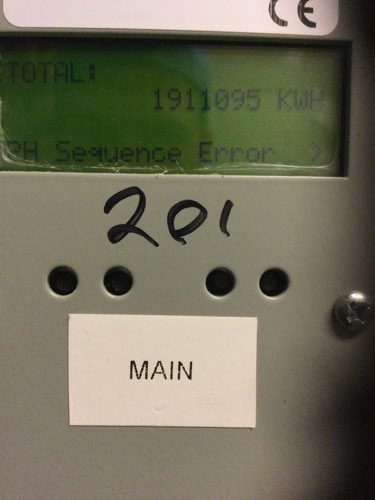 CE
TOTAL:
1911095 KWH
PH Sequence Error >
201
MAIN